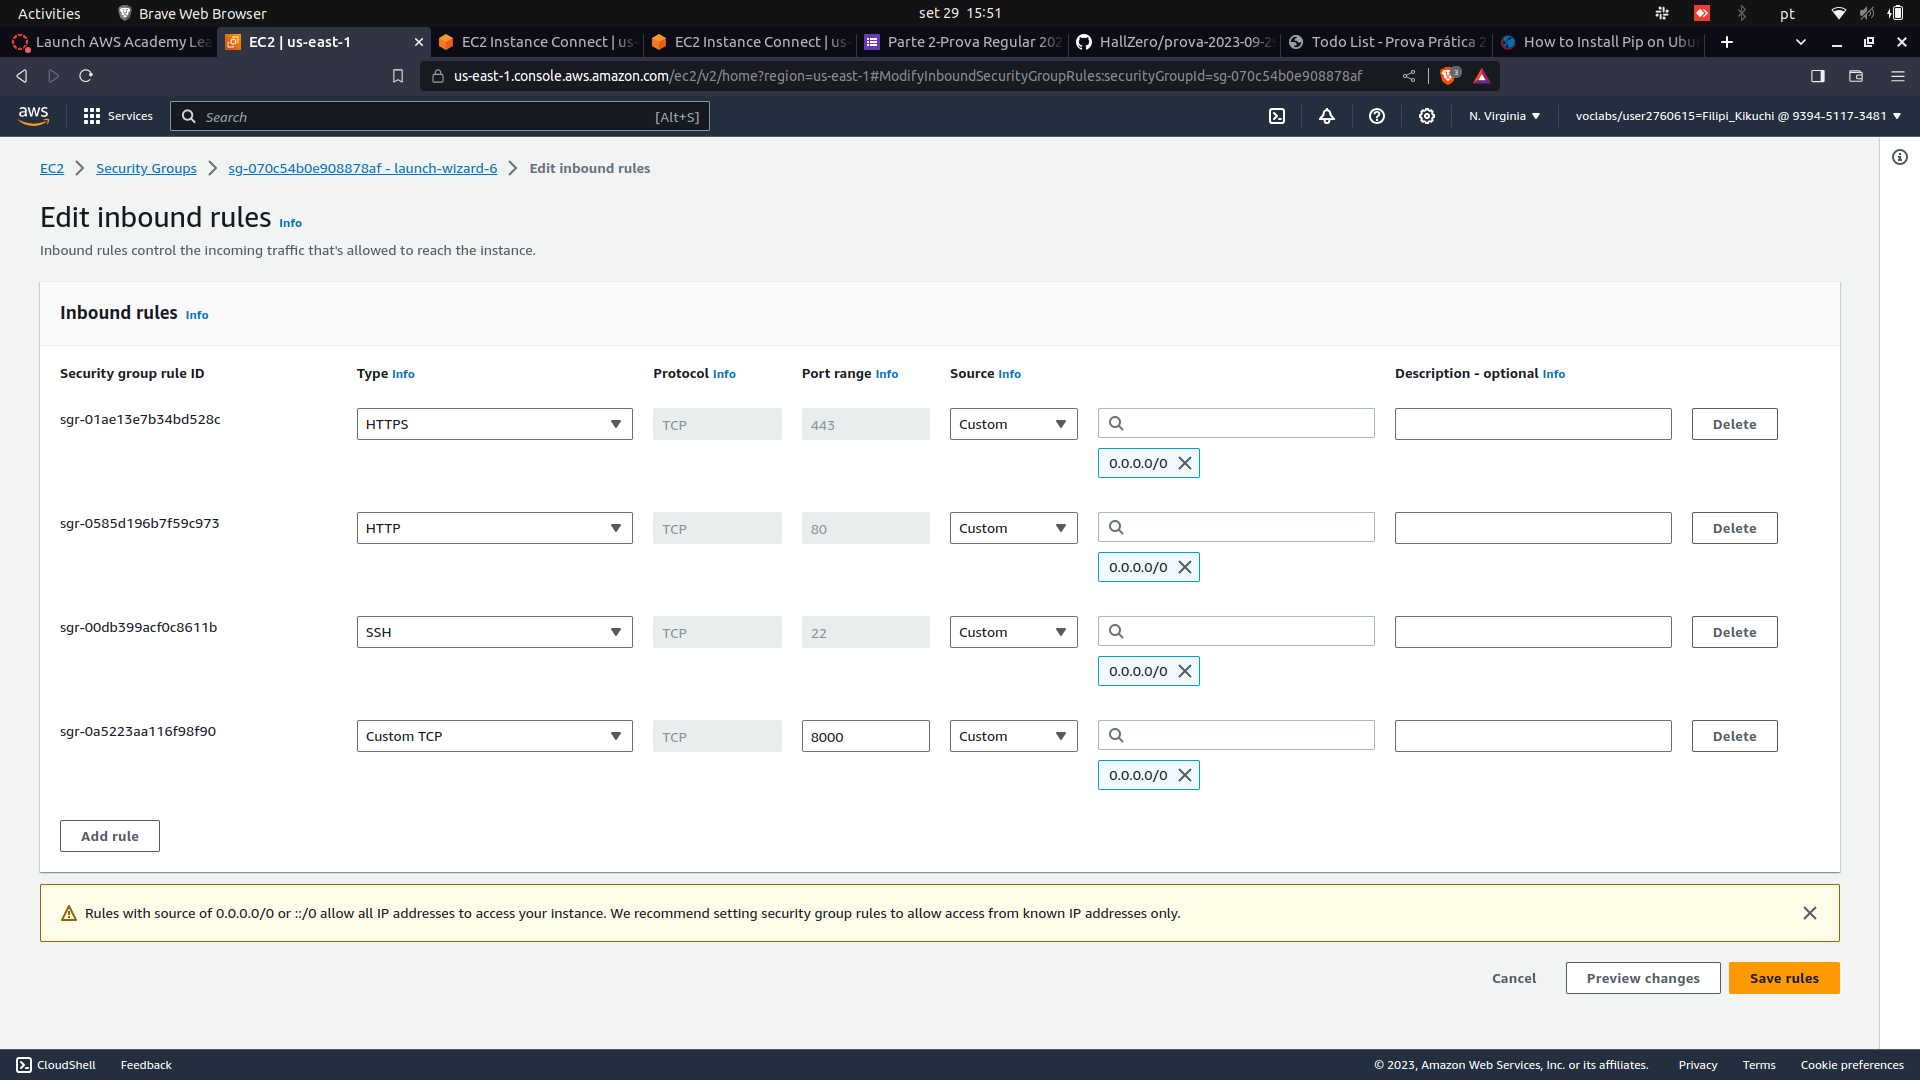 Activities
Brave Web Browser
set 29 15:51
pt
Launch AWS Academy Lea
EC2 | us-east-1
EC2 Instance Connect | us-
EC2 Instance Connect | us-
Parte 2-Prova Regular 202
HallZero/prova-2023-09-2
Todo List - Prova Prática 2
How to Install Pip on Ubu
us-east-1.console.aws.amazon.com/ec2/v2/home?region=us-east-1#ModifyInboundSecurityGroupRules:securityGroupId=sg-070c54b0e908878af
3
aws
Services
Search
[Alt+S]
N. Virginia
voclabs/user2760615=Filipi_Kikuchi @ 9394-5117-3481
EC2
Security Groups
sg-070c54b0e908878af - launch-wizard-6
Edit inbound rules
Edit inbound rules Info
Inbound rules control the incoming traffic that's allowed to reach the instance.
Inbound rules Info
Security group rule ID
Type Info
Protocol Info
Port range Info
Source Info
Description - optional Info
sgr-01ae13e7b34bd528c
HTTPS
TCP
443
Custom
Delete
0.0.0.0/0
sgr-0585d196b7f59c973
HTTP
TCP
80
Custom
Delete
0.0.0.0/0
sgr-00db399acf0c8611b
SSH
TCP
22
Custom
Delete
0.0.0.0/0
sgr-0a5223aa116f98f90
Custom TCP
TCP
8000
Custom
Delete
0.0.0.0/0
Add rule
Rules with source of 0.0.0.0/0 or ::/0 allow all IP addresses to access your instance. We recommend setting security group rules to allow access from known IP addresses only.
Cancel
Preview changes
Save rules
CloudShell
Feedback
© 2023, Amazon Web Services, Inc. or its affiliates.
Privacy
Terms
Cookie preferences